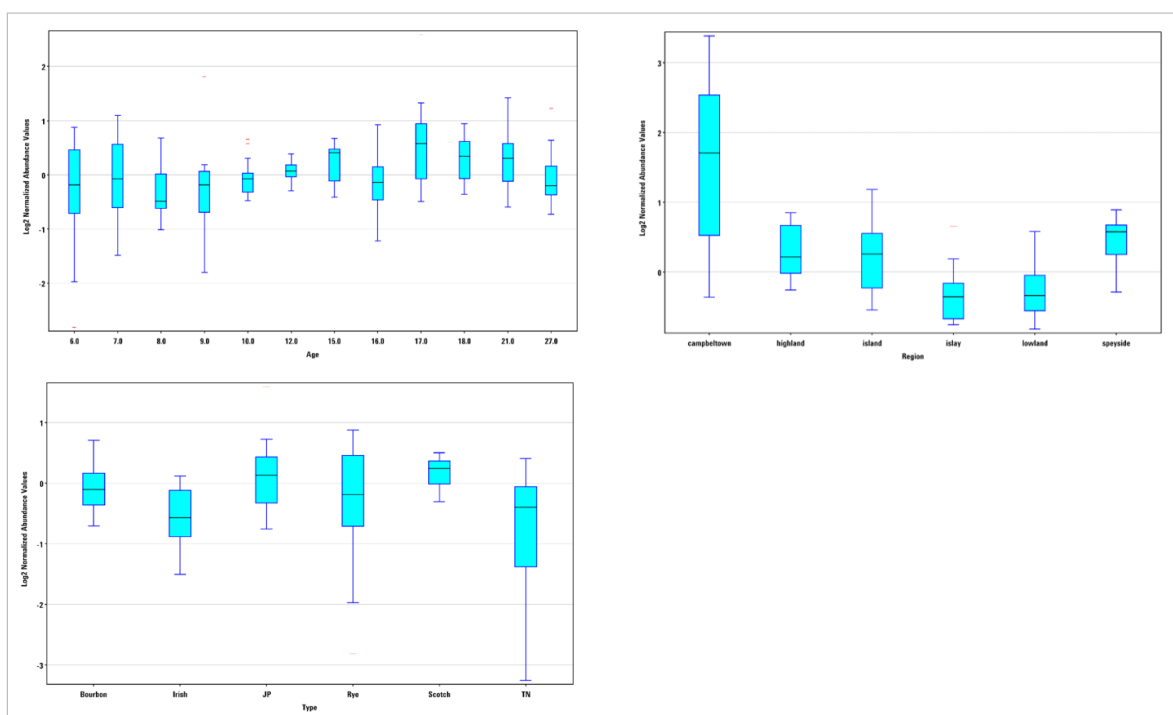 Log2 Normalized Abundance Values
2
1
0
-1
-2
6.0 7.0 8.0 9.0 10.0 12.0 15.0 16.0 17.0 18.0 21.0 27.0
Age
Log2 Normalized Abundance Values
3
2
1
0
campbeltown highland island islay lowland speyside
Region
Log2 Normalized Abundance Values
1
0
-1
-2
-3
Bourbon Irish JP Rye Scotch TN
Type